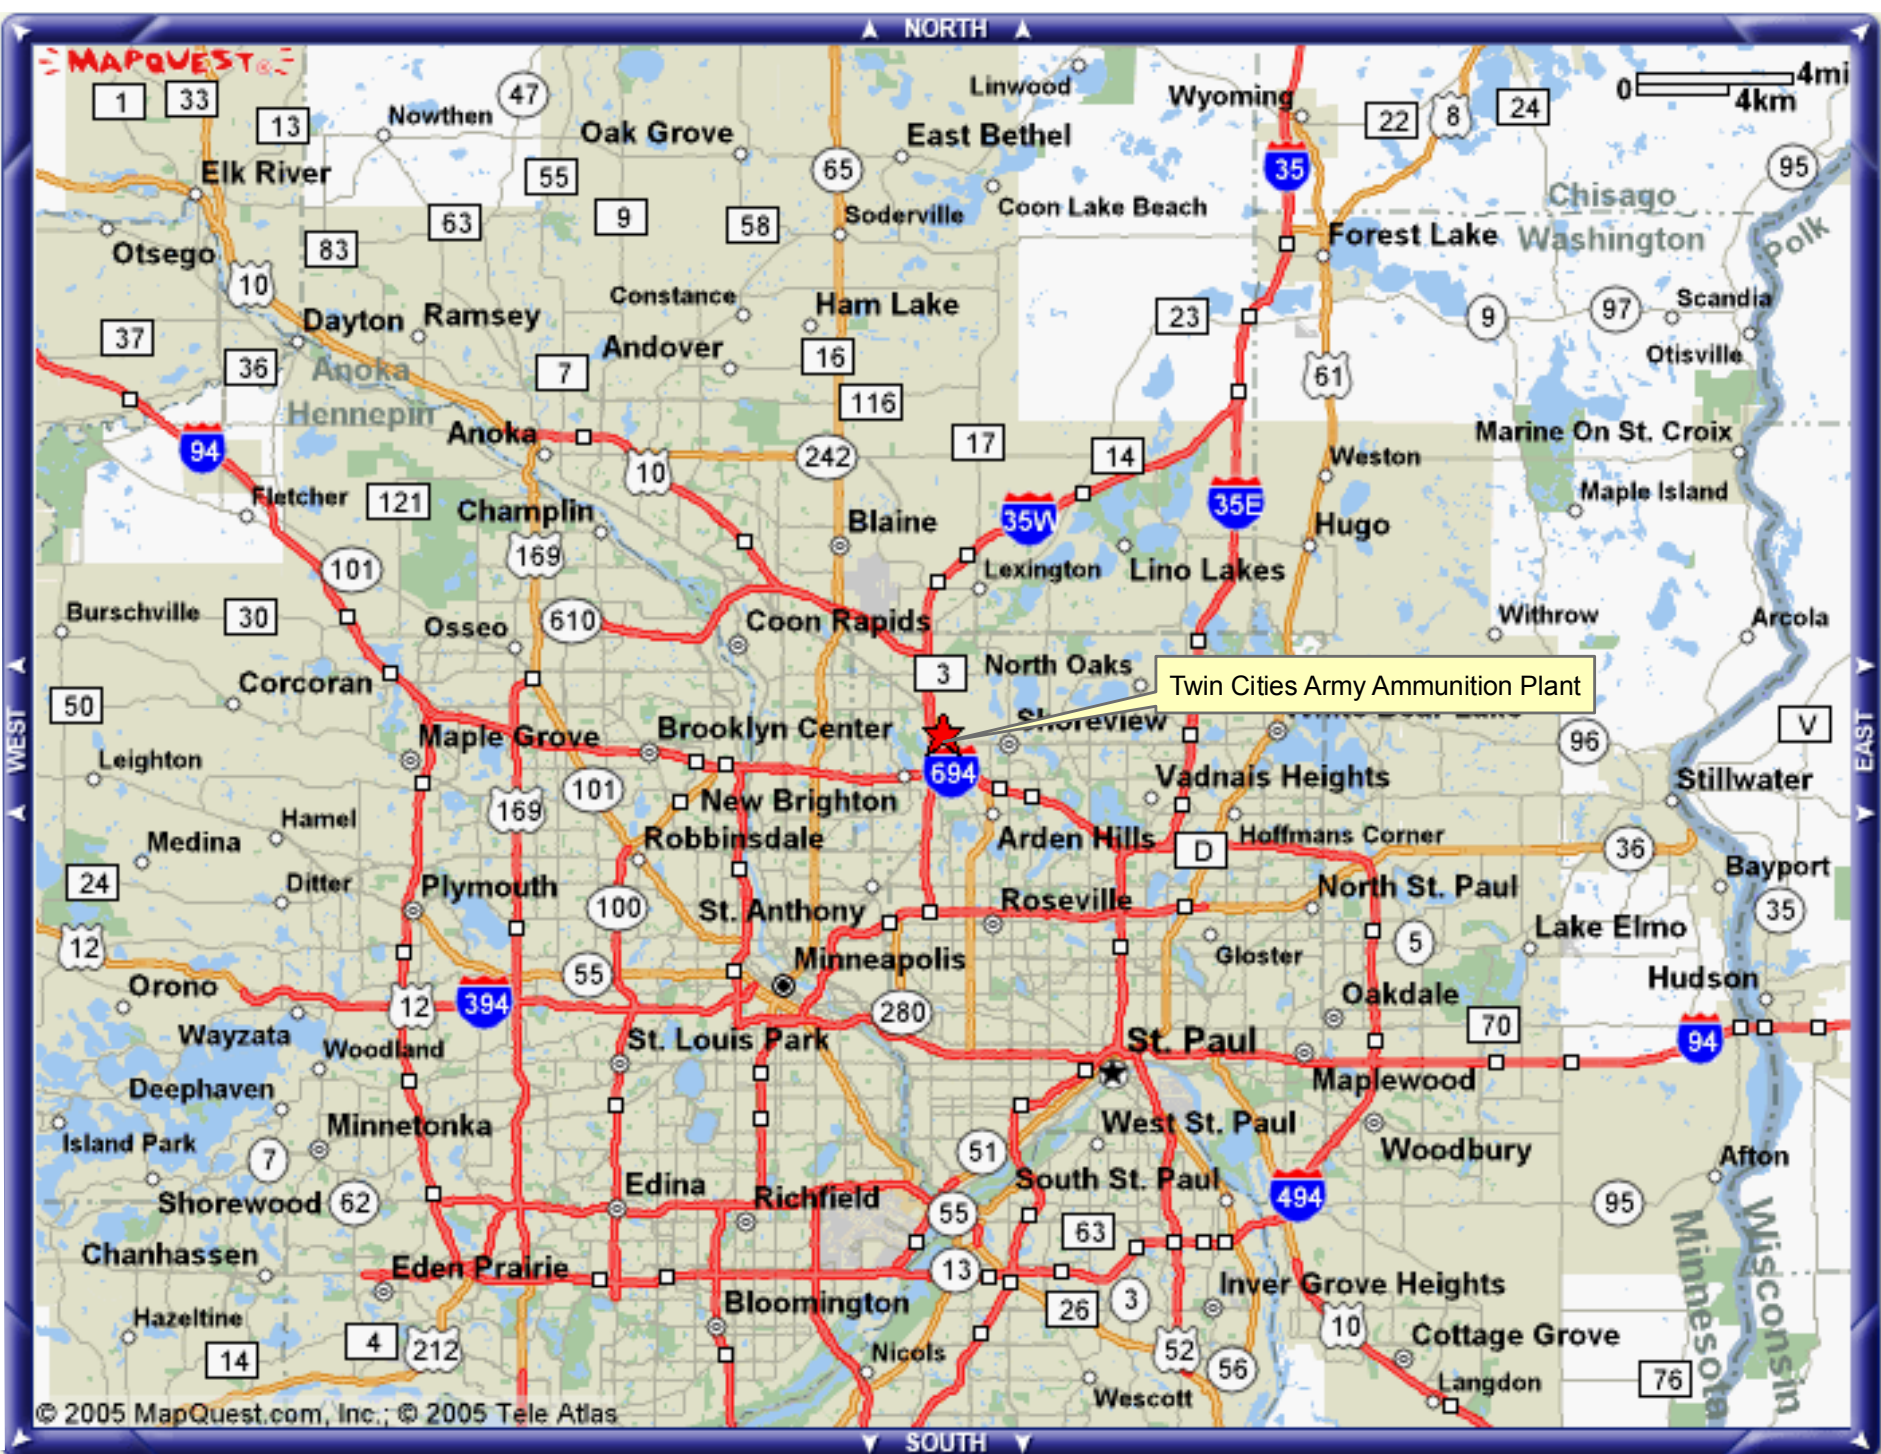 NORTH
MAPQUEST
4mi
0
4km
1
33
13
Nowthen
47
Linwood
Wyoming
22
8
24
Oak Grove
East Bethel
65
35
95
Elk River
55
Chisago
63
9
58
Soderville
Coon Lake Beach
Otsego
83
Forest Lake
Washington
Polk
10
Constance
Ham Lake
23
9
97
Scandia
37
Dayton
Ramsey
Andover
16
Otisville
36
Anoka
7
61
Hennepin
116
Anoka
94
10
242
17
14
Marine On St. Croix
Weston
Fletcher
121
Champlin
Blaine
35W
35E
Maple Island
Hugo
169
101
Lexington
Lino Lakes
Burschville
30
Osseo
610
Coon Rapids
Withrow
Arcola
Corcoran
3
North Oaks
Twin Cities Army Ammunition Plant
50
WEST
EAST
Maple Grove
Brooklyn Center
Shoreview
White Bear Lake
96
V
Leighton
694
101
New Brighton
Vadnais Heights
Stillwater
Hamel
169
Medina
Robbinsdale
Arden Hills
D
Hoffmans Corner
36
24
Ditter
Plymouth
100
St. Anthony
Roseville
North St. Paul
Bayport
35
12
55
Minneapolis
Gloster
5
Lake Elmo
Orono
12
394
280
Oakdale
Hudson
Wayzata
Woodland
St. Louis Park
St. Paul
70
94
Deephaven
Maplewood
Island Park
Minnetonka
West St. Paul
7
51
Woodbury
Afton
Shorewood
62
Edina
Richfield
South St. Paul
494
95
55
63
Chanhassen
Eden Prairie
13
Minnesota
Wisconsin
Hazeltine
Bloomington
26
3
Inver Grove Heights
14
4
212
Nicols
52
56
10
Cottage Grove
Wescott
Langdon
76
© 2005 MapQuest.com, Inc.; © 2005 Tele Atlas
SOUTH